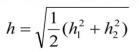 h = √(1/2 (h₁² + h₂²))